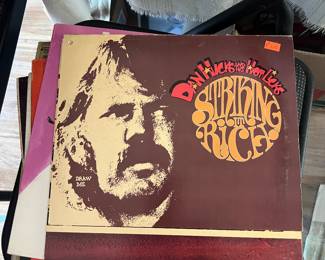 DAN HICKS AND HIS HOT LICKS
STRIKING
IT
RICH!
DRAW
ME